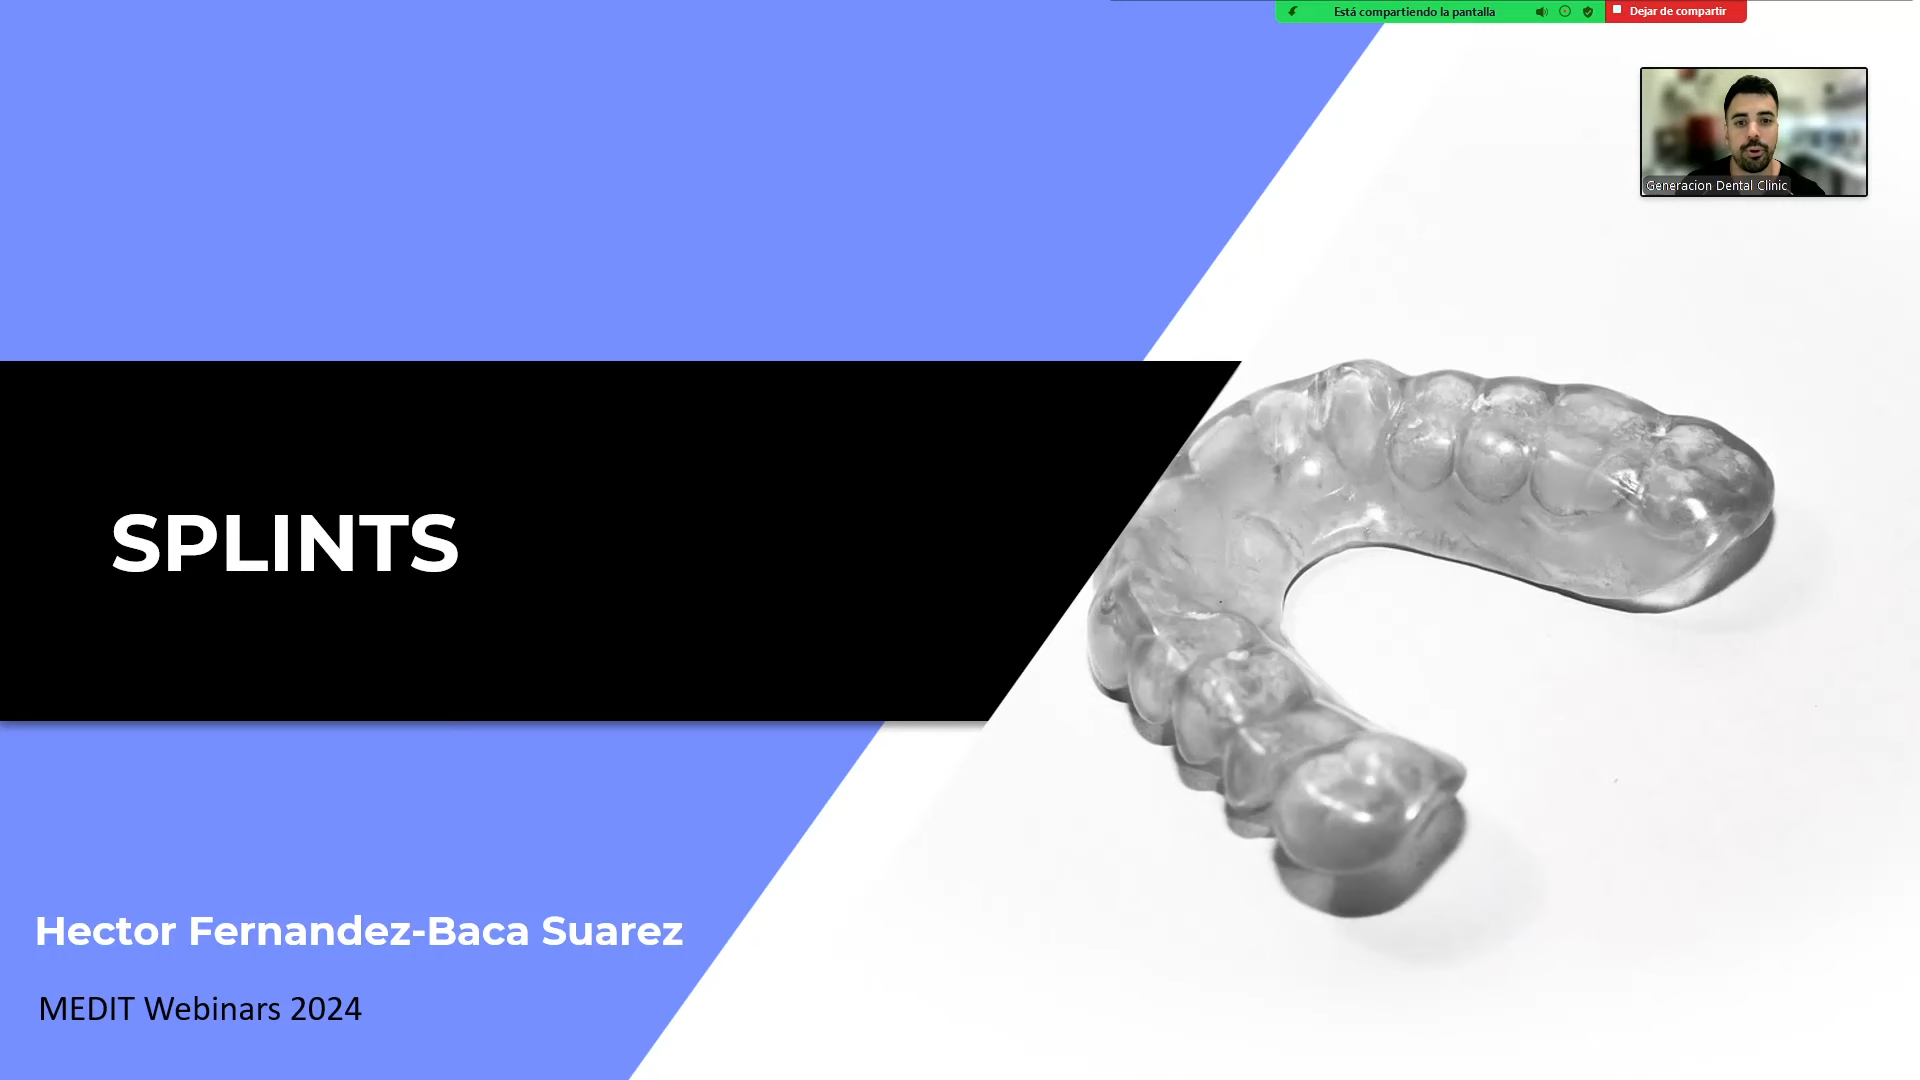 Está compartiendo la pantalla
Dejar de compartir
Generacion Dental Clinic
SPLINTS
Hector Fernandez-Baca Suarez
MEDIT Webinars 2024